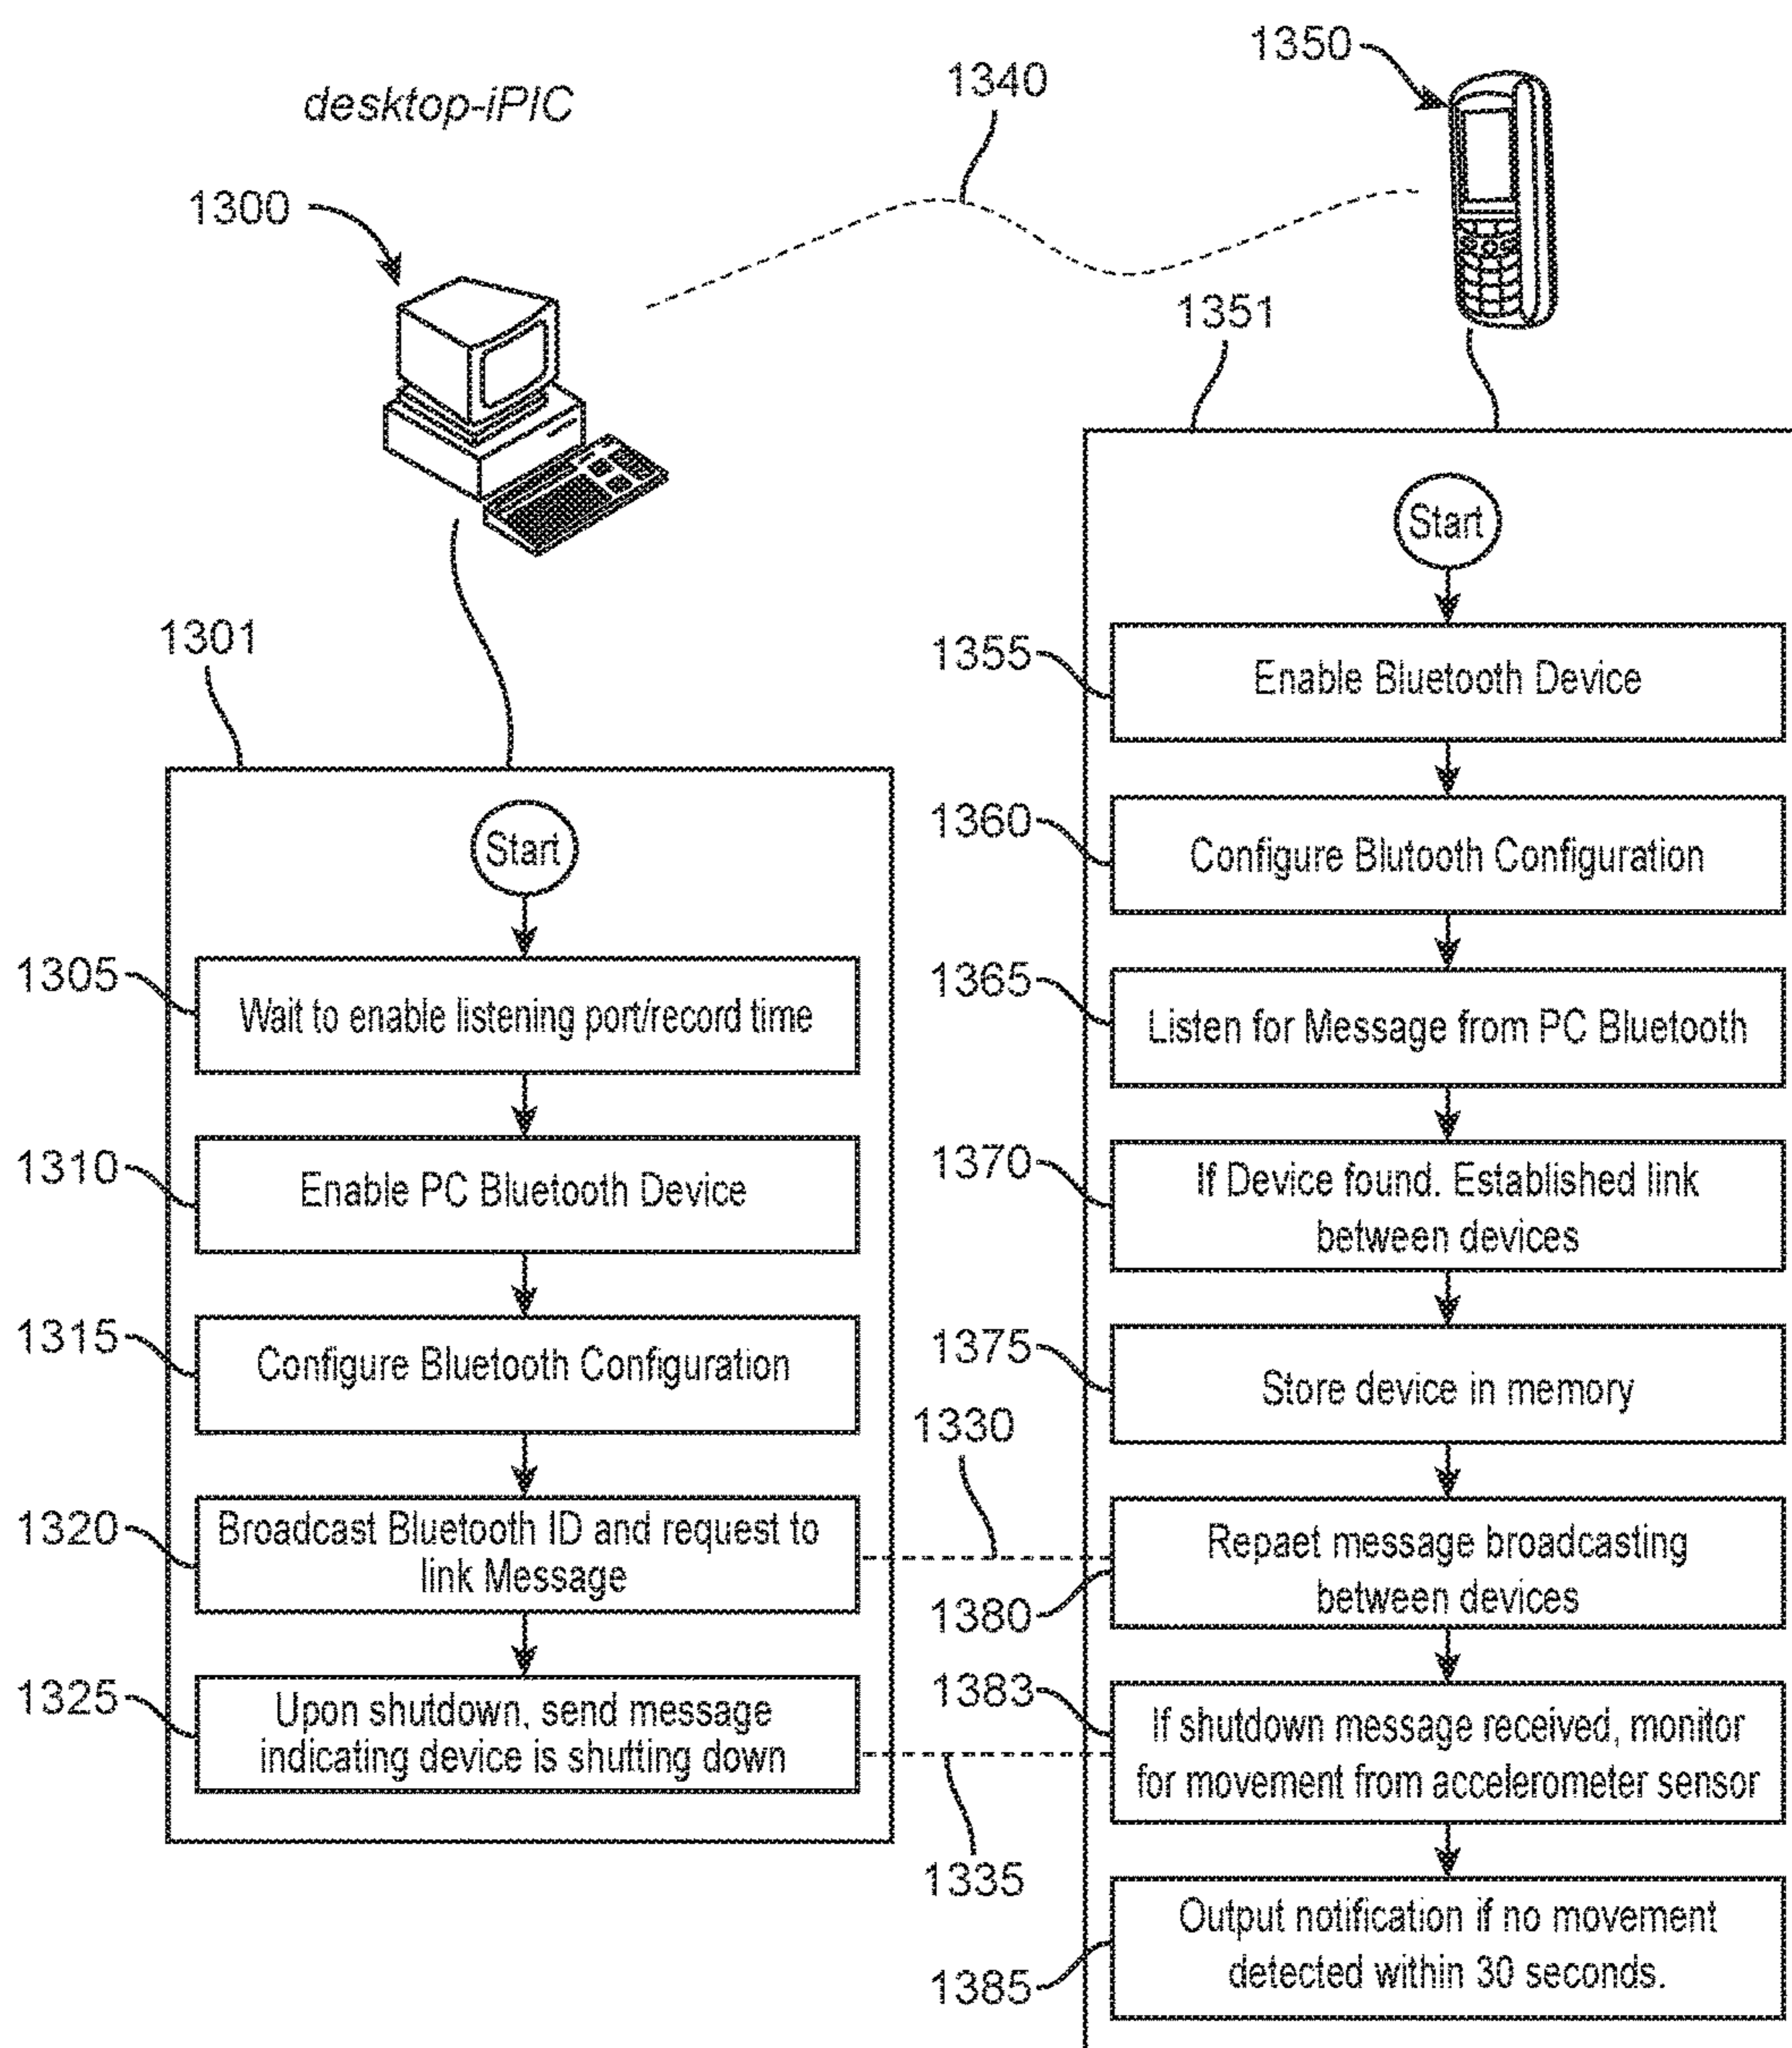 desktop-iPIC
1300
1340
1350
1351
1301
Start
1305
Wait to enable listening port/record time
1310
Enable PC Bluetooth Device
1315
Configure Bluetooth Configuration
1320
Broadcast Bluetooth ID and request to
link Message
1325
Upon shutdown, send message
indicating device is shutting down
1330
1335
Start
1355
Enable Bluetooth Device
1360
Configure Blutooth Configuration
1365
Listen for Message from PC Bluetooth
1370
If Device found. Established link
between devices
1375
Store device in memory
1380
Repaet message broadcasting
between devices
1383
If shutdown message received, monitor
for movement from accelerometer sensor
1385
Output notification if no movement
detected within 30 seconds.